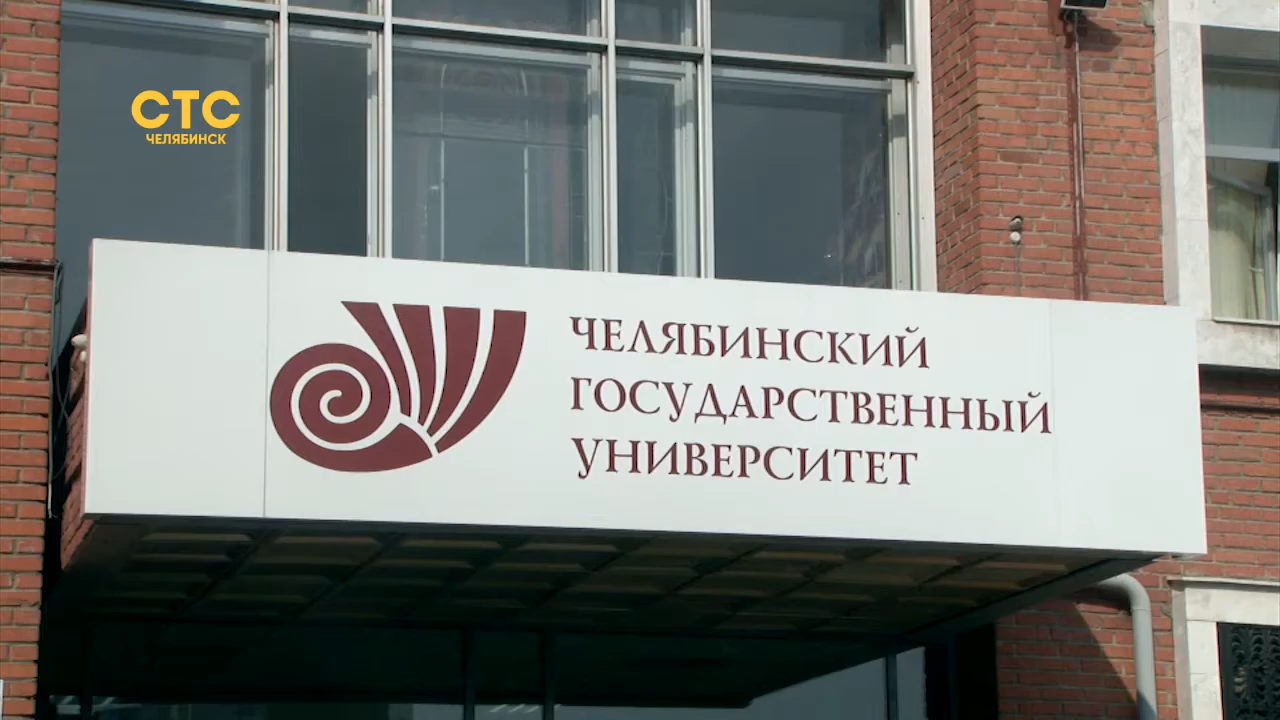 СТС
ЧЕЛЯБИНСК
ЧЕЛЯБИНСКИЙ
ГОСУДАРСТВЕННЫЙ
УНИВЕРСИТЕТ